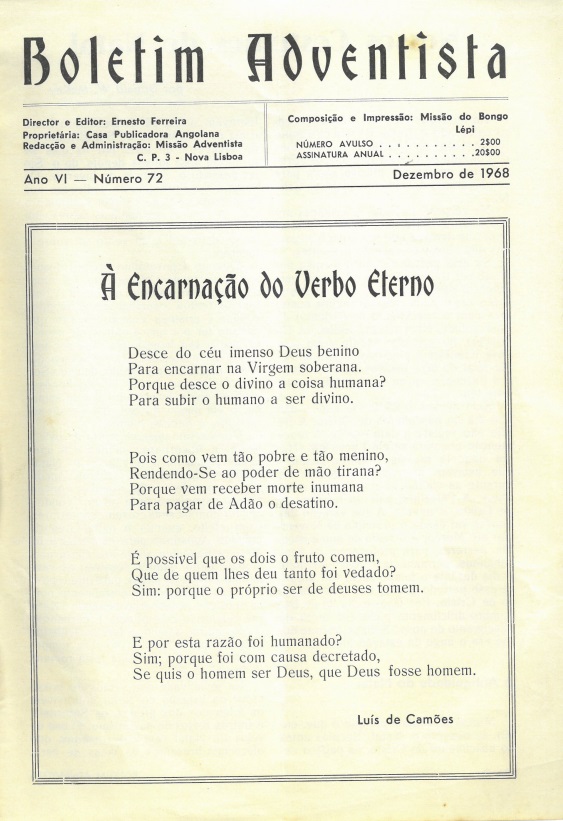 Boletim Adventista
Director e Editor: Ernesto Ferreira
Proprietária: Casa Publicadora Angolana
Redacção e Administração: Missão Adventista
C. P. 3 - Nova Lisboa
Composição e Impressão: Missão do Bongo
Lépi
NÚMERO AVULSO . . . . . . . . . . . 2$00
ASSINATURA ANUAL . . . . . . . . . .20$00
Ano VI — Número 72
Dezembro de 1968
À Encarnação do Verbo Eterno
Desce do céu imenso Deus benino
Para encarnar na Virgem soberana.
Porque desce o divino a coisa humana?
Para subir o humano a ser divino.
Pois como vem tão pobre e tão menino,
Rendendo-Se ao poder de mão tirana?
Porque vem receber morte inumana
Para pagar de Adão o desatino.
É possivel que os dois o fruto comem,
Que de quem lhes deu tanto foi vedado?
Sim: porque o próprio ser de deuses tomem.
E por esta razão foi humanado?
Sim; porque foi com causa decretado,
Se quis o homem ser Deus, que Deus fosse homem.
Luís de Camões